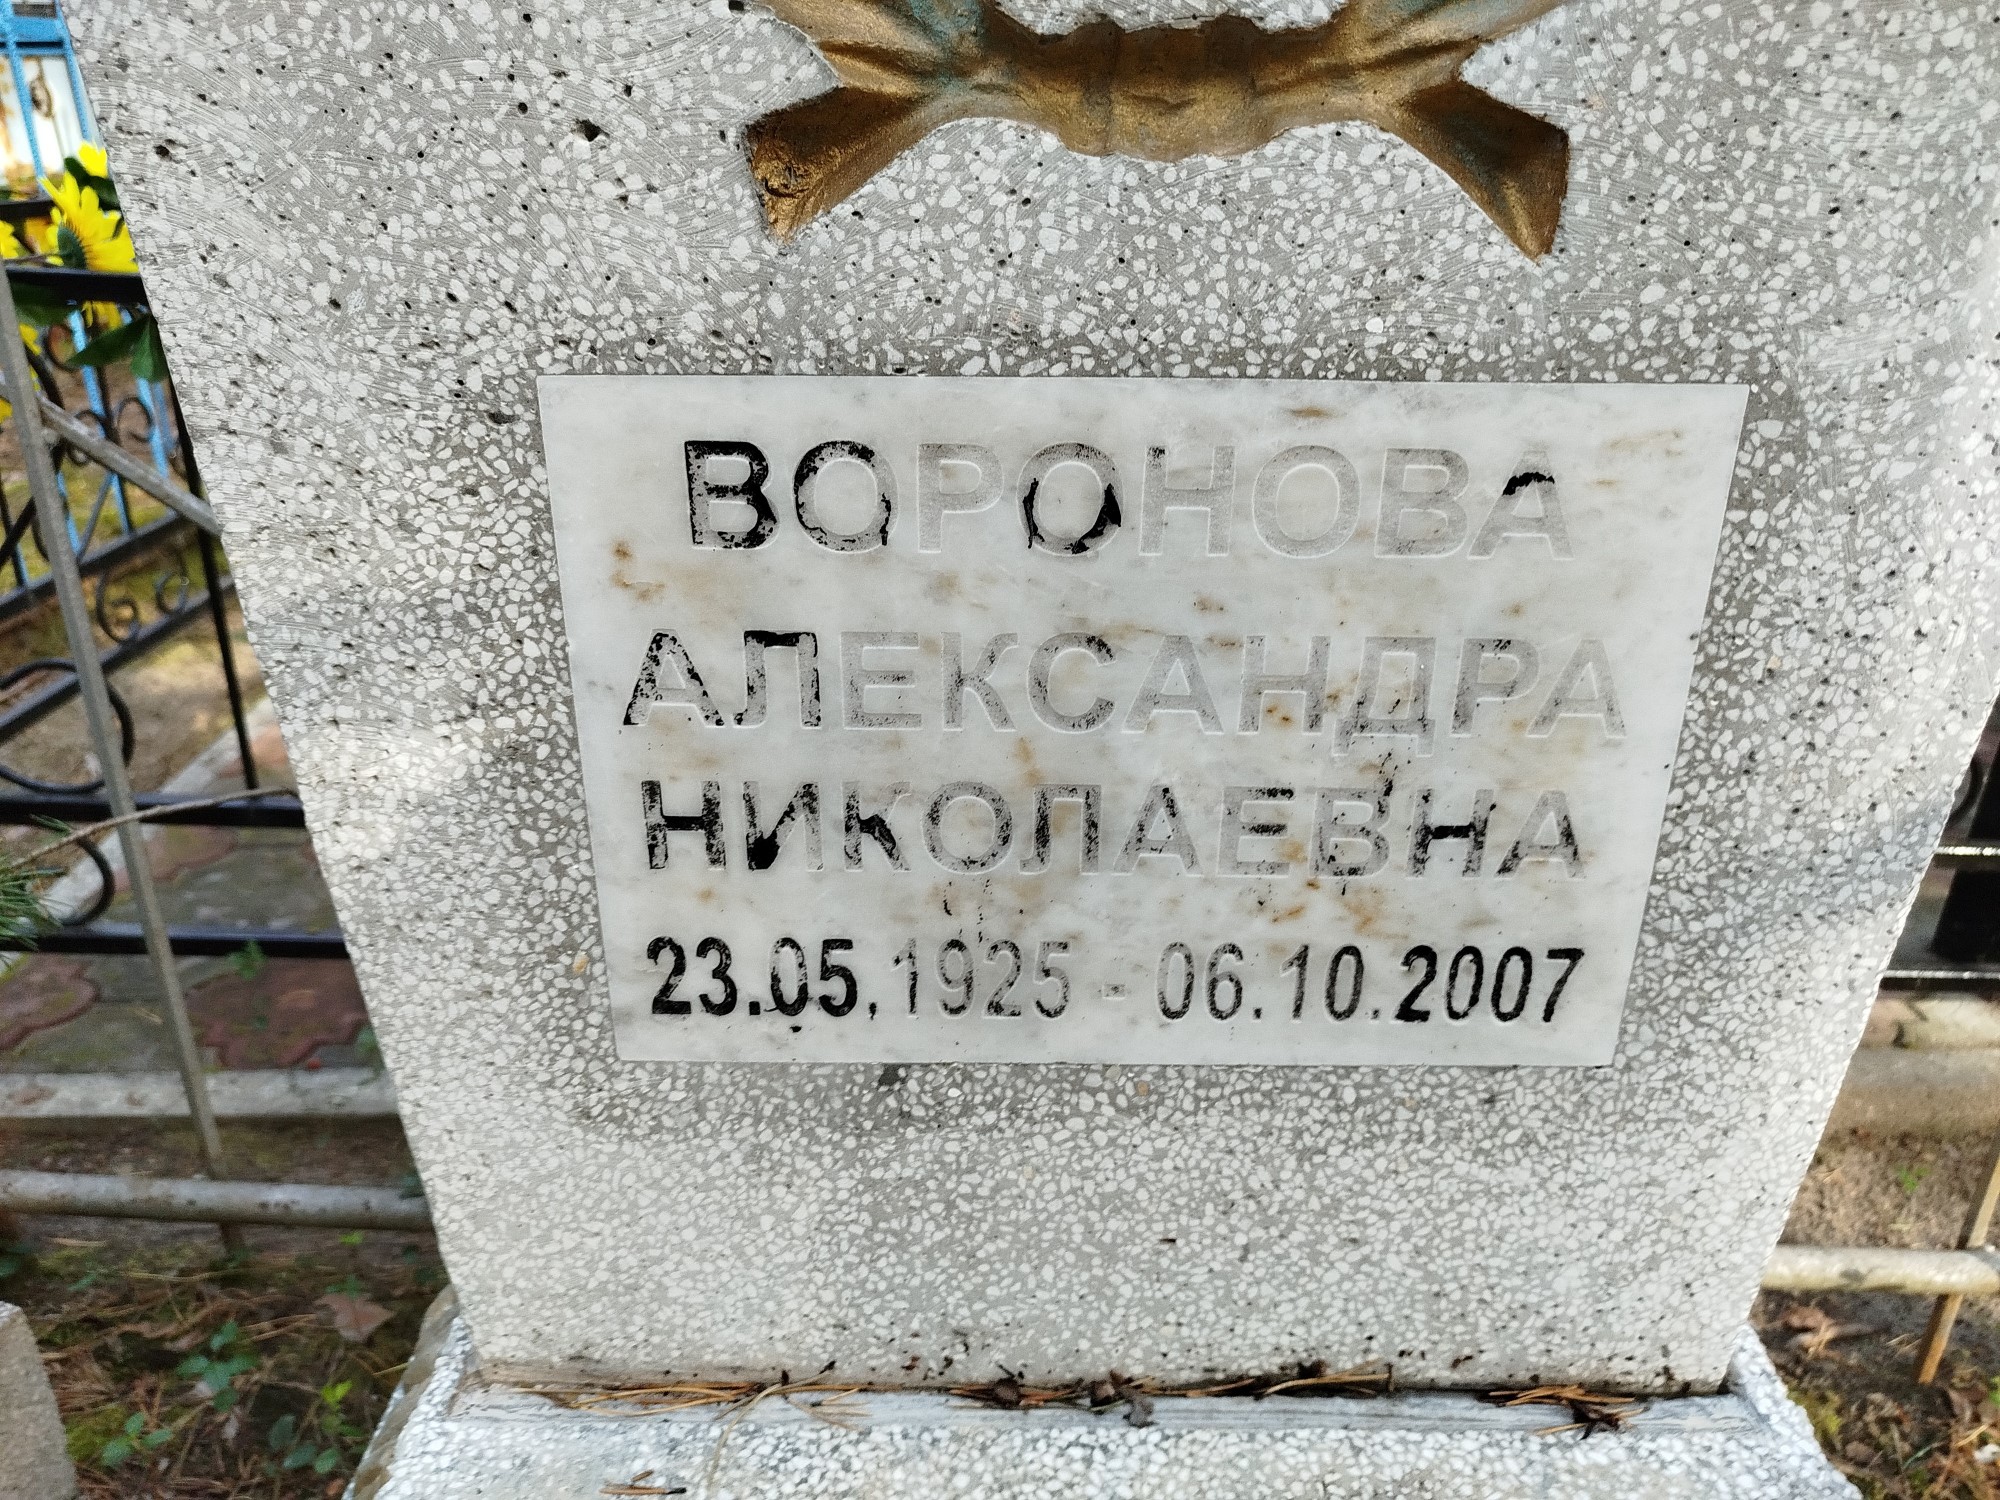 ВОРОНОВА
АЛЕКСАНДРА
НИКОЛАЕВНА
23.05.1925 - 06.10.2007